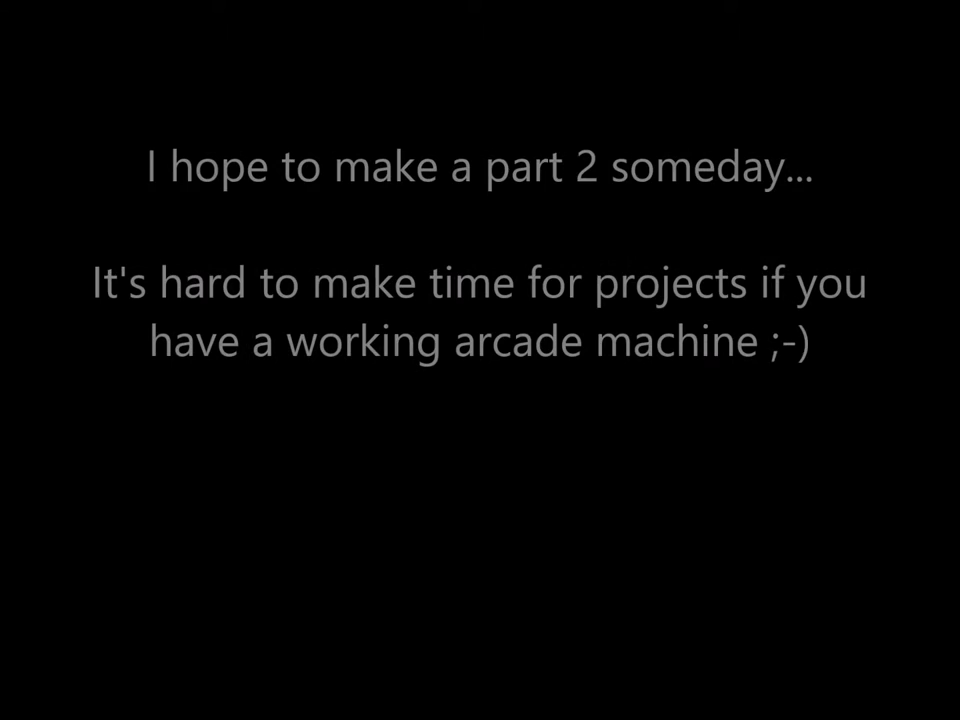 I hope to make a part 2 someday...
It's hard to make time for projects if you
have a working arcade machine ;-)